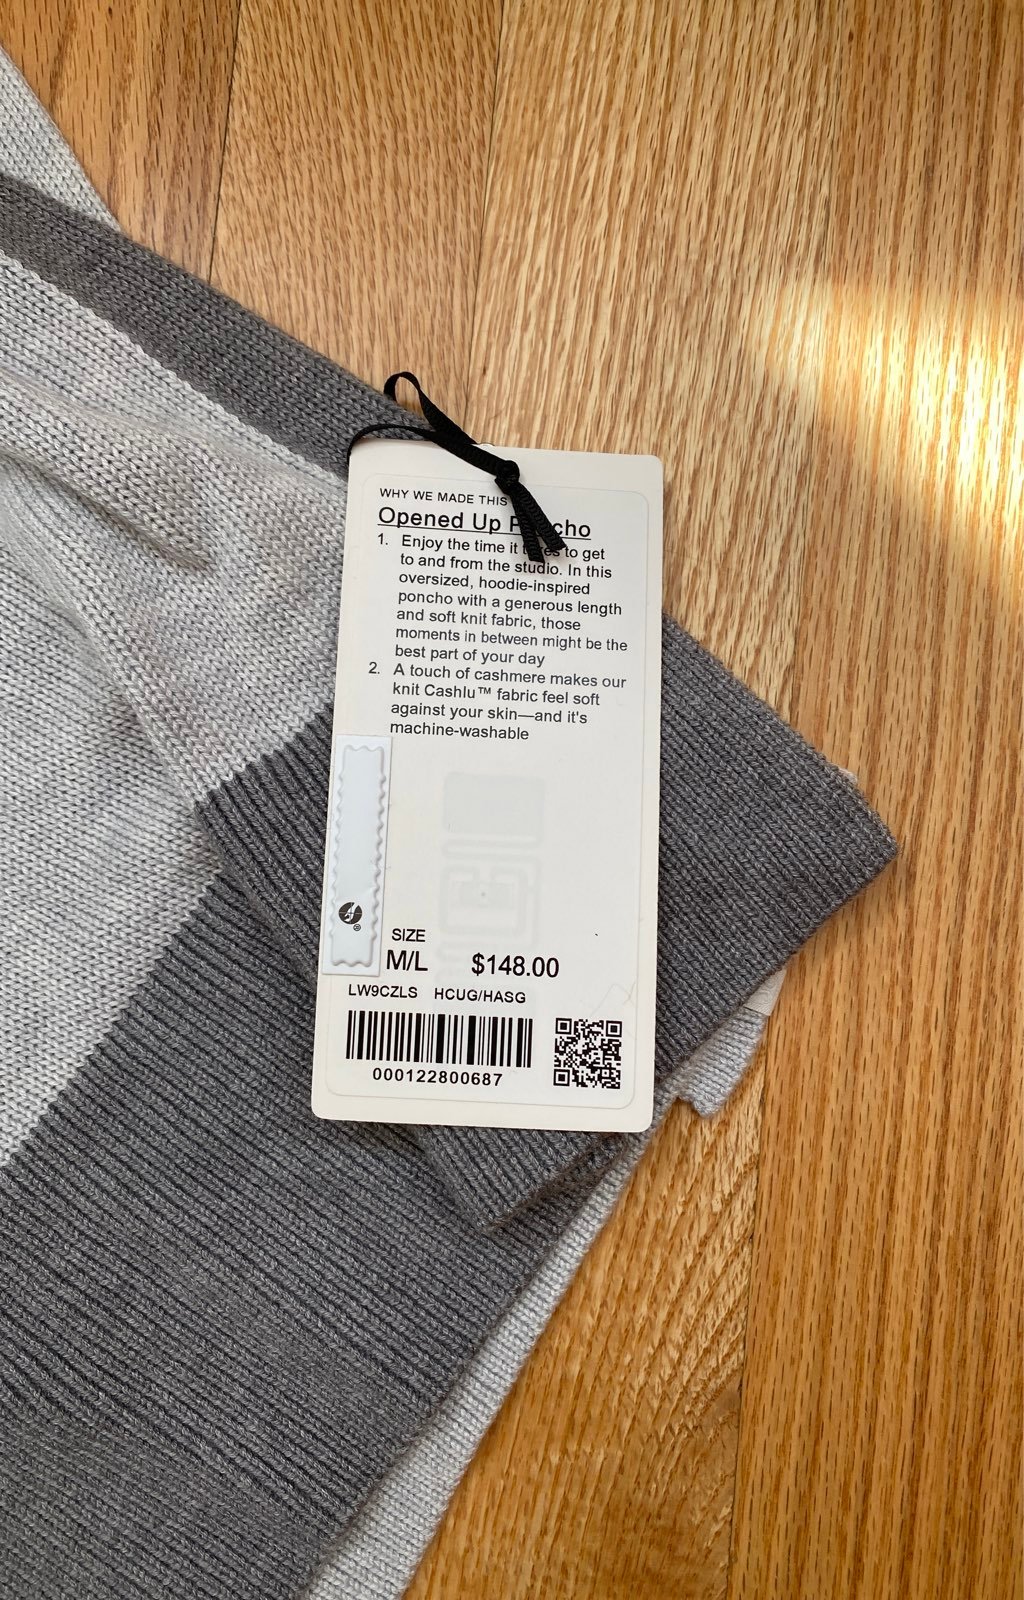 WHY WE MADE THIS
Opened Up Poncho
1. Enjoy the time it takes to get
to and from the studio. In this
oversized, hoodie-inspired
poncho with a generous length
and soft knit fabric, those
moments in between might be the
best part of your day
2. A touch of cashmere makes our
knit Cashlu™ fabric feel soft
against your skin—and it's
machine-washable
®
SIZE
M/L $148.00
LW9CZLS HCUG/HASG
000122800687